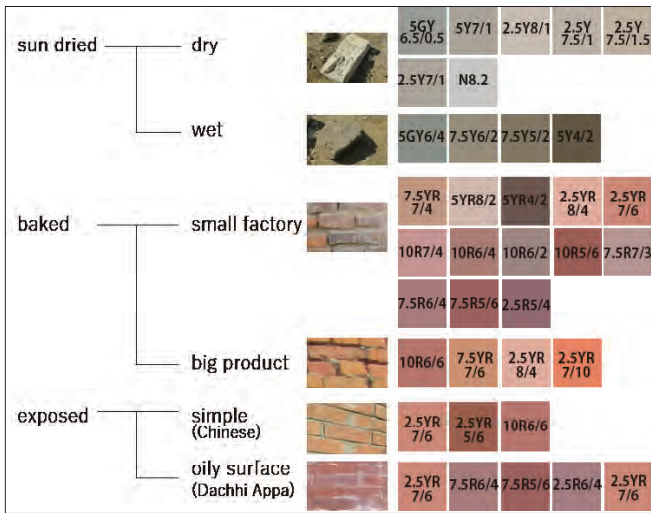 sun dried
dry
5GY 6.5/0.5
5Y7/1
2.5Y8/1
2.5Y 7.5/1
2.5Y 7.5/1.5
2.5Y7/1
N8.2
wet
5GY6/4
7.5Y6/2
7.5Y5/2
5Y4/2
baked
small factory
7.5YR 7/4
5YR8/2
5YR4/2
2.5YR 8/4
2.5YR 7/6
10R7/4
10R6/4
10R6/2
10R5/6
7.5R7/3
7.5R6/4
7.5R5/6
2.5R5/4
big product
10R6/6
7.5YR 7/6
2.5YR 8/4
2.5YR 7/10
exposed
simple
(Chinese)
2.5YR 7/6
2.5YR 5/6
10R6/6
oily surface
(Dachhi Appa)
2.5YR 7/6
7.5R6/4
7.5R5/6
2.5R6/4
2.5YR 7/6